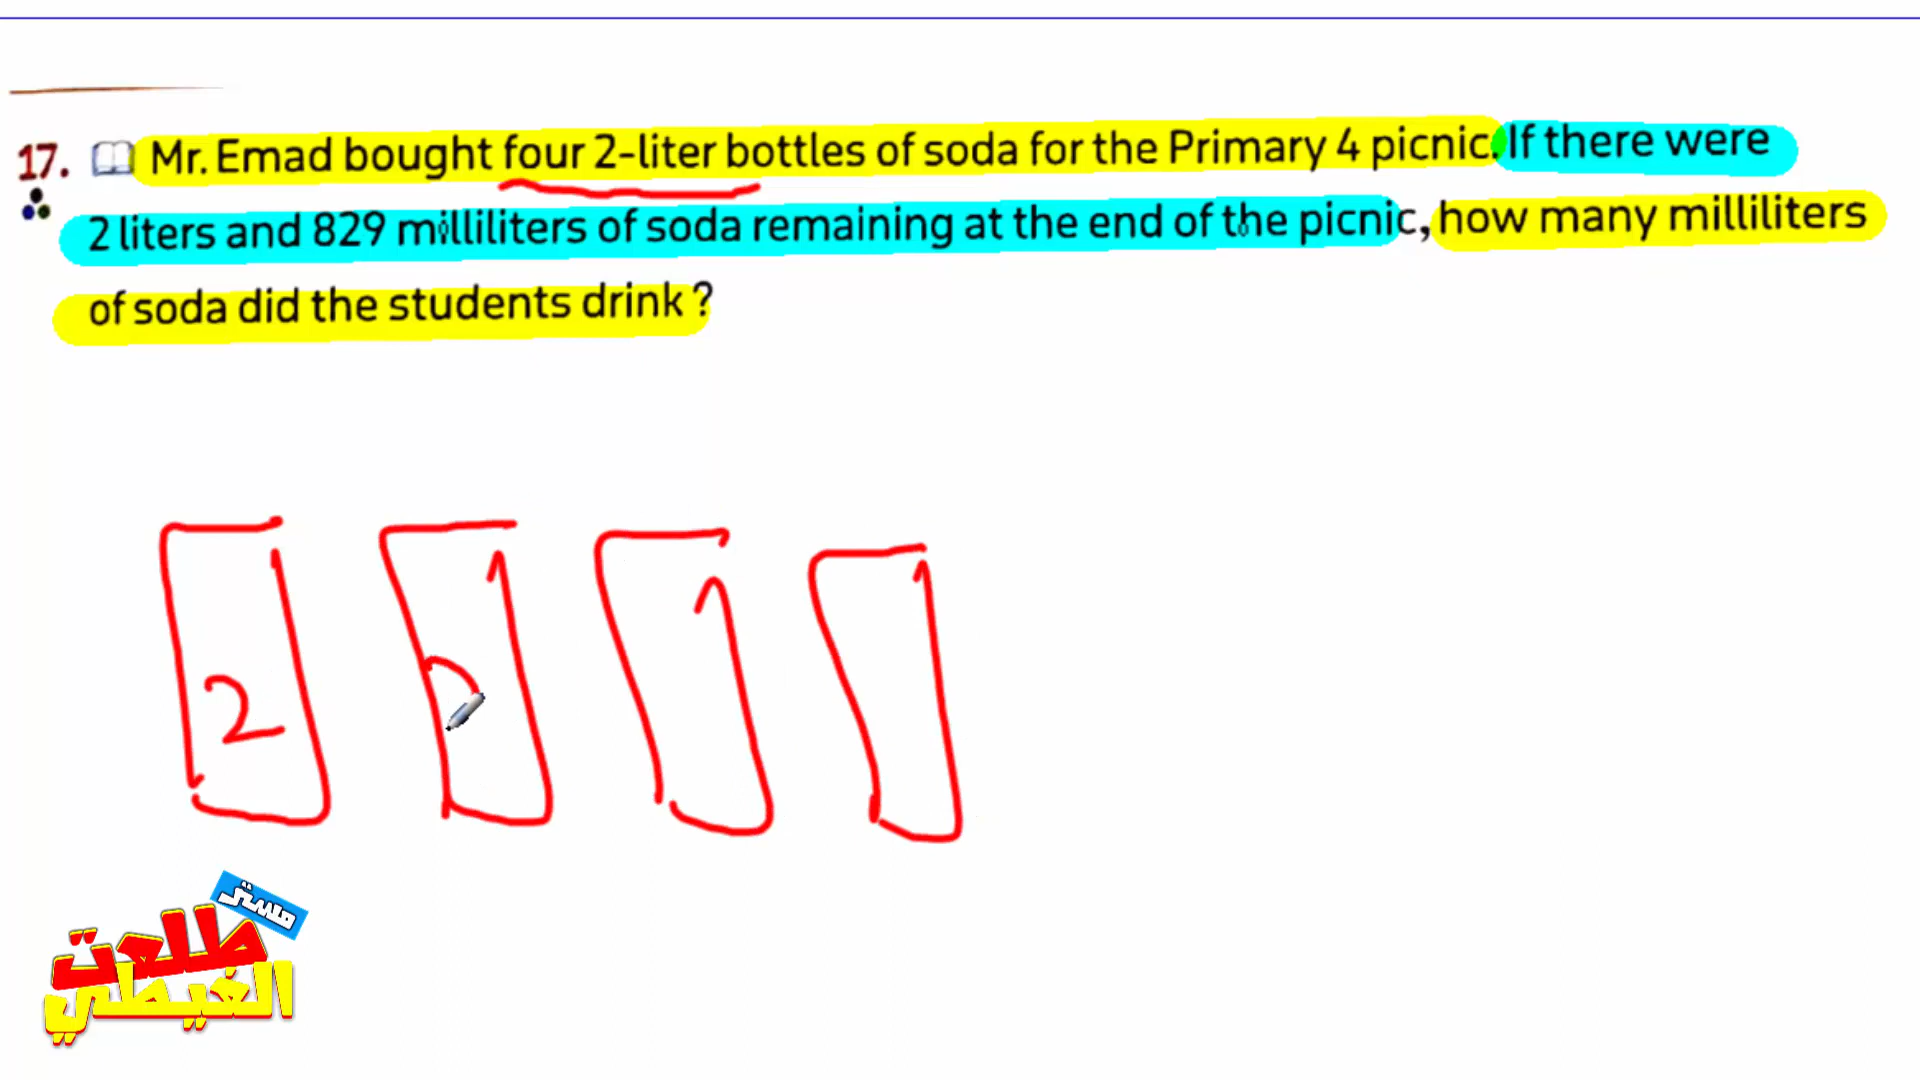 17. Mr. Emad bought four 2-liter bottles of soda for the Primary 4 picnic. If there were
2 liters and 829 milliliters of soda remaining at the end of the picnic, how many milliliters
of soda did the students drink ?
2
مستر
طلعت
الغيطي